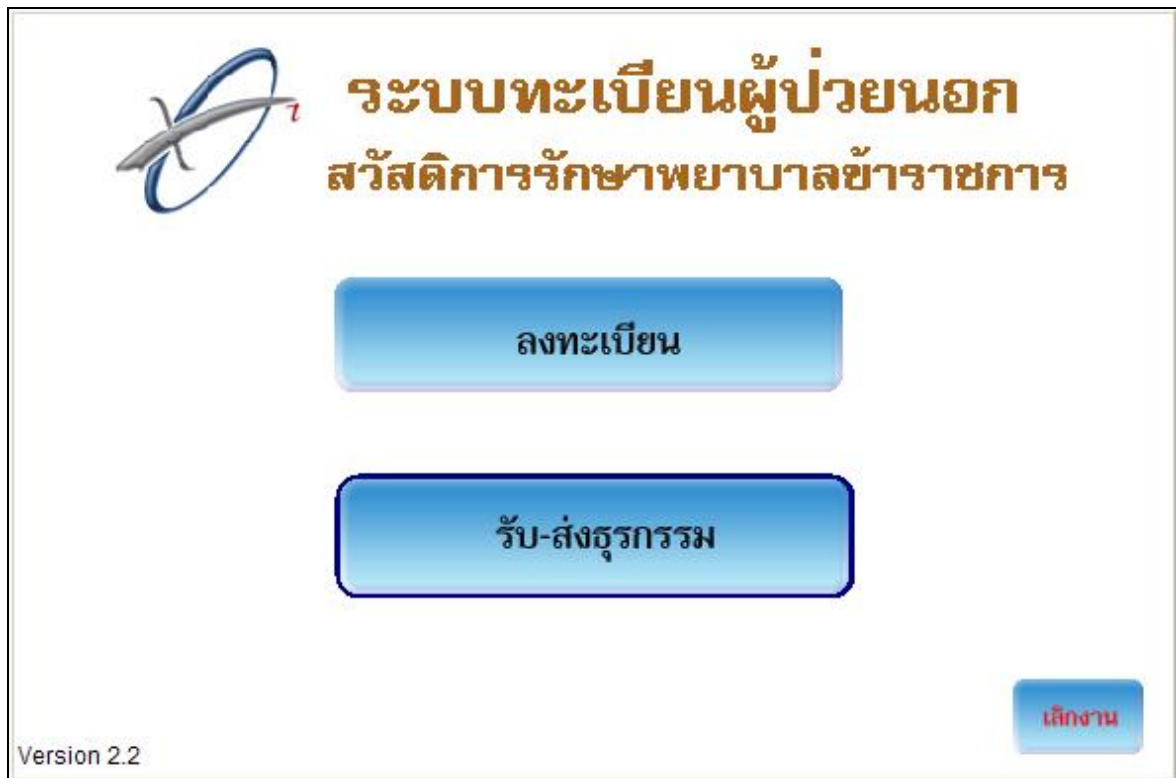 ระบบทะเบียนผู้ป่วยนอก
สวัสดิการรักษาพยาบาลข้าราชการ
ลงทะเบียน
รับ-ส่งธุรกรรม
เลิกงาน
Version 2.2